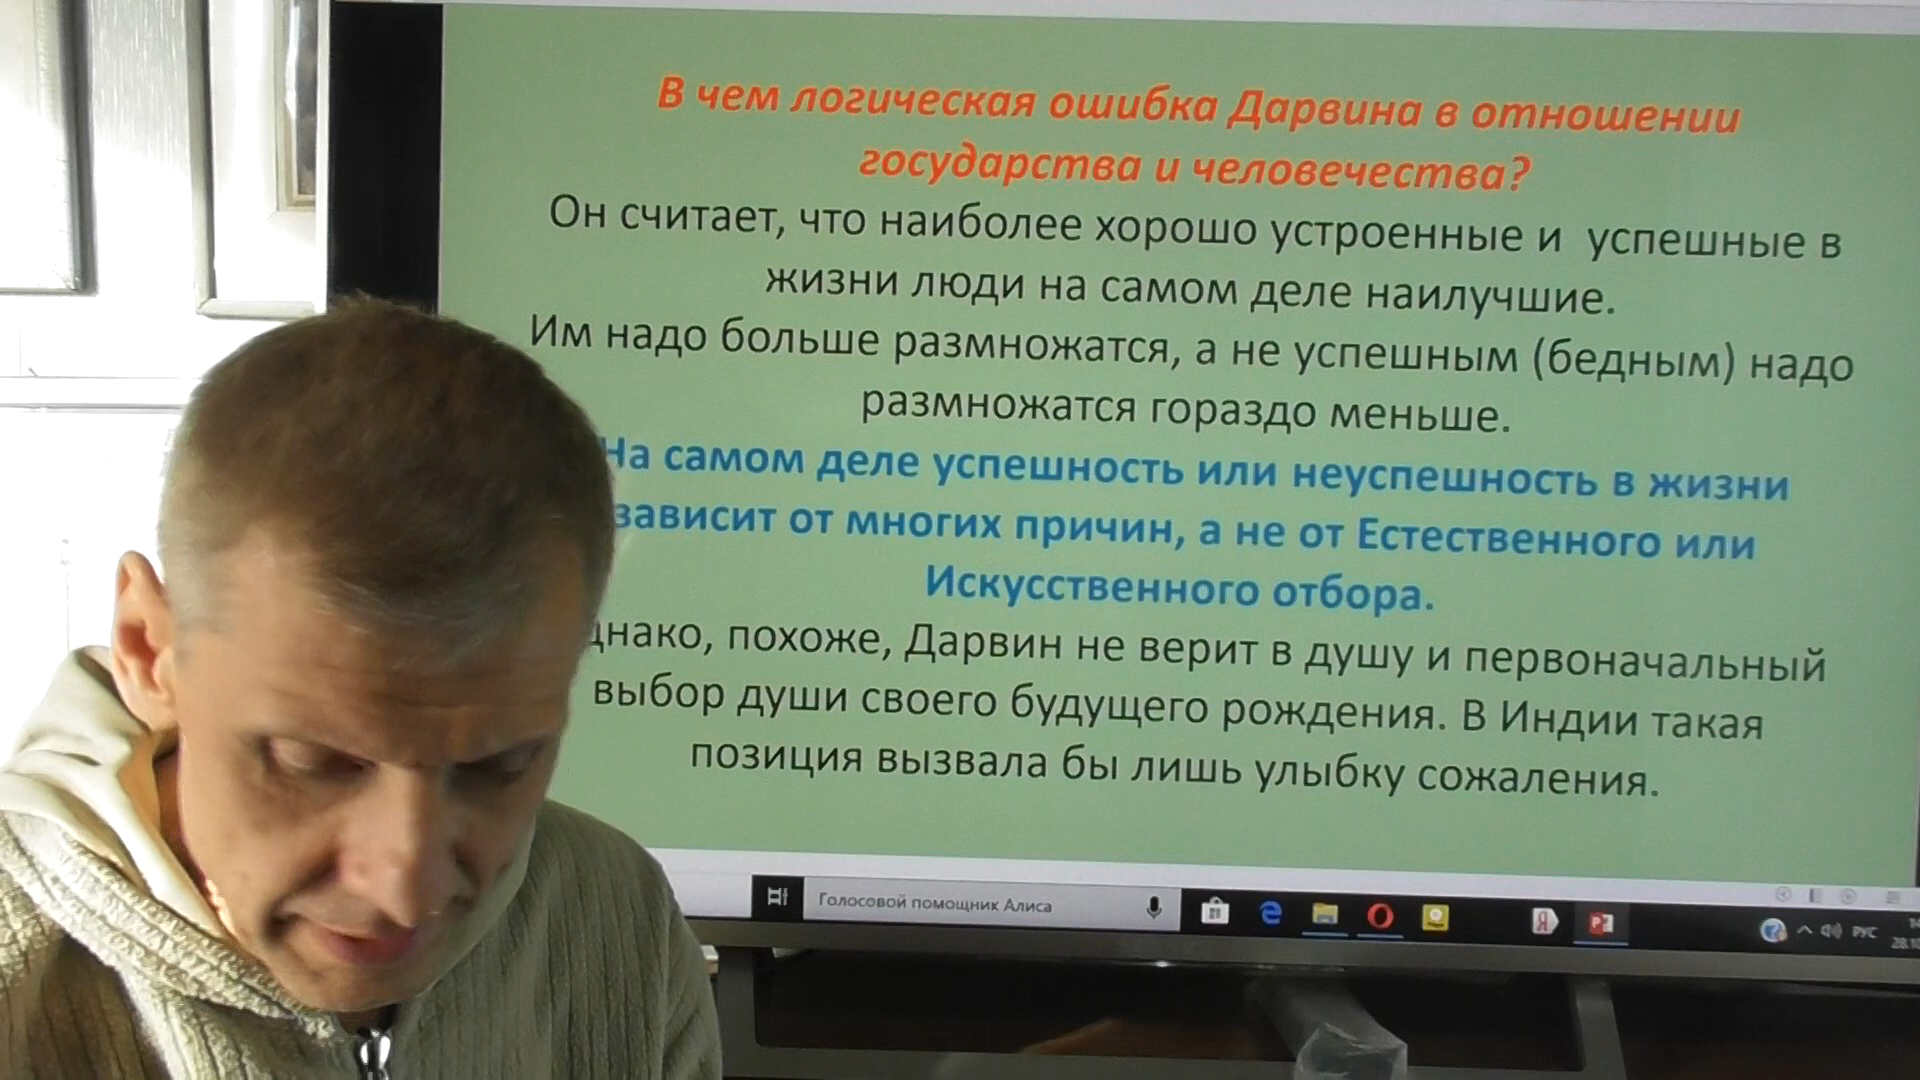 В чем логическая ошибка Дарвина в отношении
государства и человечества?
Он считает, что наиболее хорошо устроенные и успешные в
жизни люди на самом деле наилучшие.
Им надо больше размножатся, а не успешным (бедным) надо
размножатся гораздо меньше.
На самом деле успешность или неуспешность в жизни
зависит от многих причин, а не от Естественного или
Искусственного отбора.
днако, похоже, Дарвин не верит в душу и первоначальный
выбор души своего будущего рождения. В Индии такая
позиция вызвала бы лишь улыбку сожаления.
Голосовой помощник Алиса
РУС